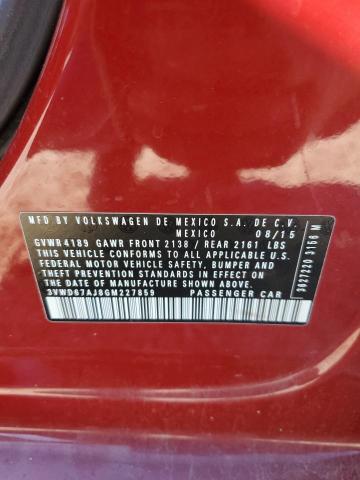 MFD BY VOLKSWAGEN DE MEXICO S.A. DE C.V.
MEXICO 08/15
GVWR 4189 GAWR FRONT 2138 / REAR 2161 LBS
THIS VEHICLE CONFORMS TO ALL APPLICABLE U.S.
FEDERAL MOTOR VEHICLE SAFETY, BUMPER AND
THEFT PREVENTION STANDARDS IN EFFECT ON
THE DATE OF MANUFACTURE SHOWN ABOVE.
3VWD67AJ8GM227859 PASSENGER CAR
3627220 3158 M